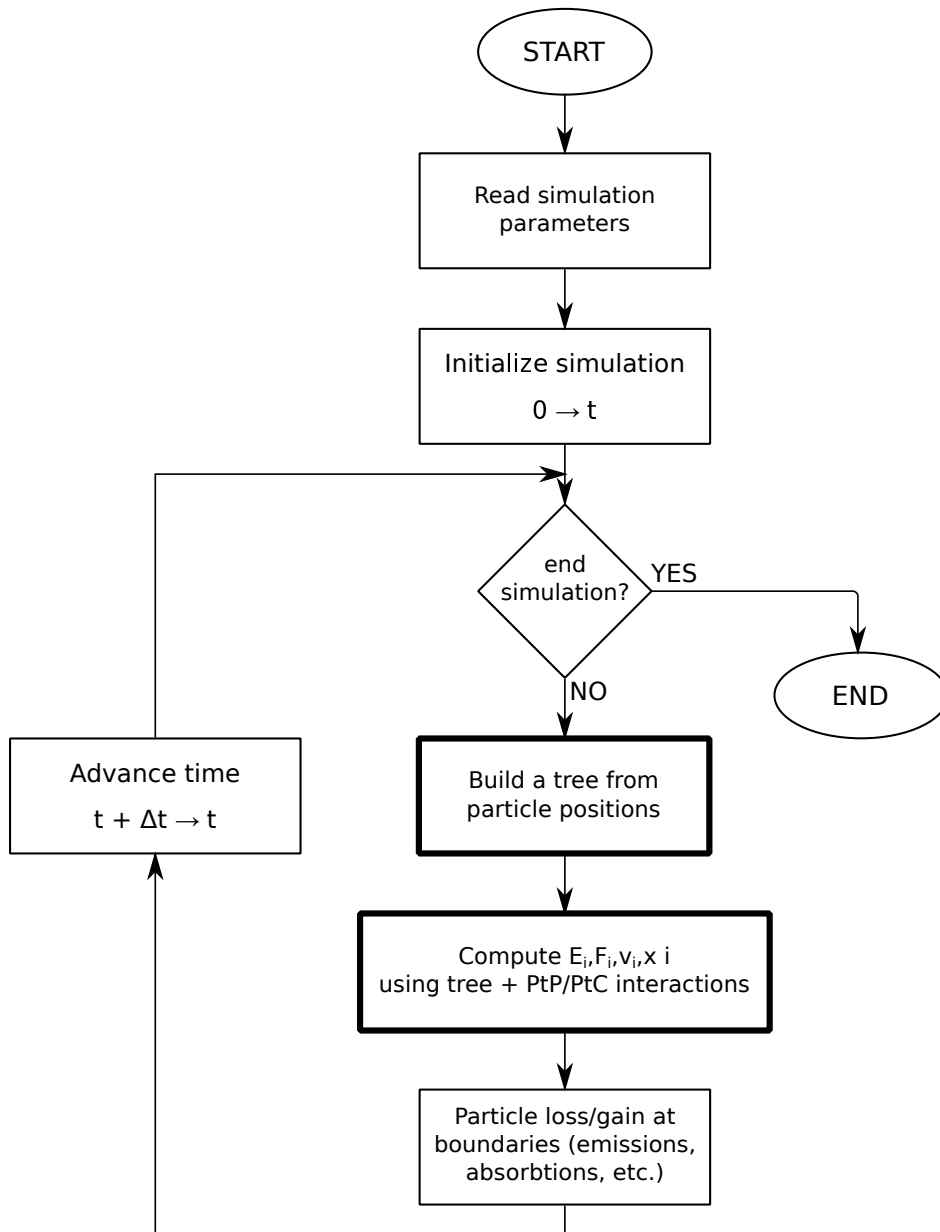 START
Read simulation
parameters
Initialize simulation
0 → t
end
simulation?
YES
NO
END
Advance time
t + Δt → t
Build a tree from
particle positions
Compute Eᵢ,Fᵢ,vᵢ,x i
using tree + PtP/PtC interactions
Particle loss/gain at
boundaries (emissions,
absorbtions, etc.)